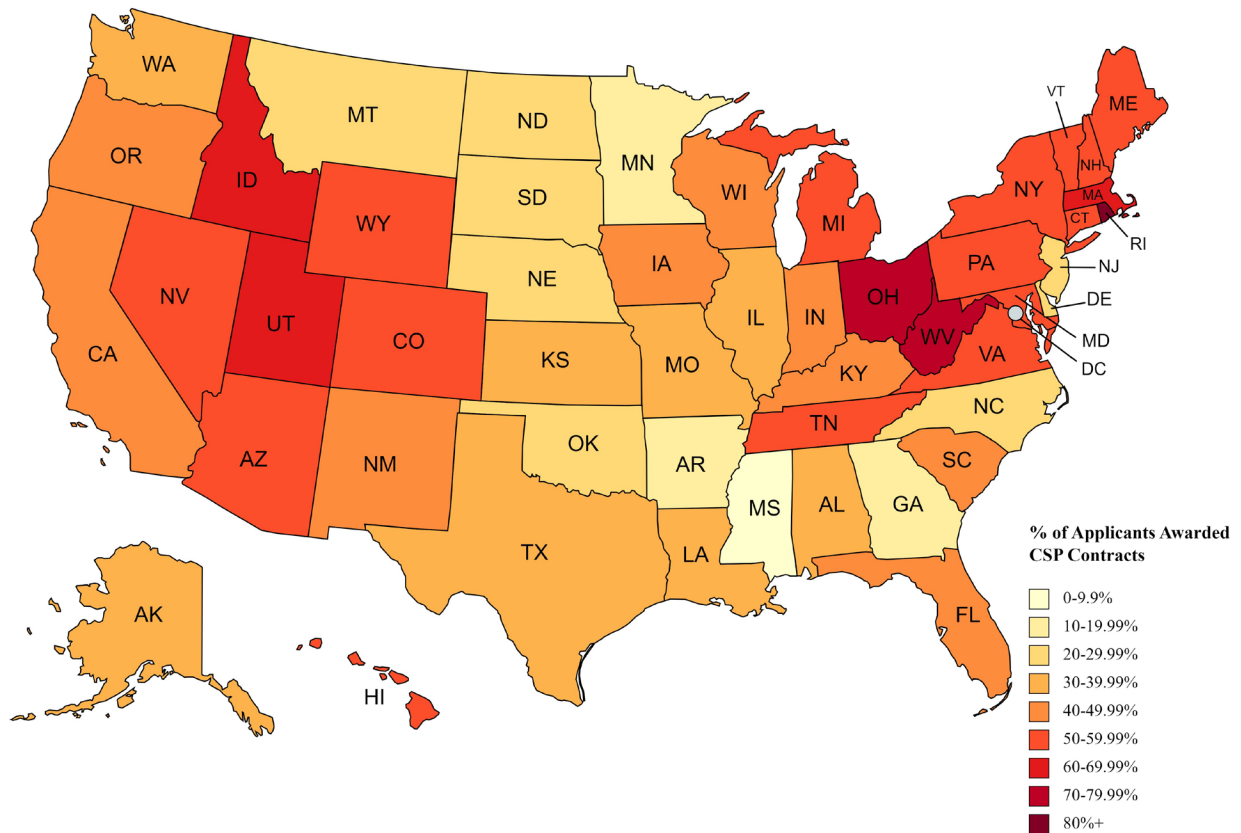 WA
MT
ND
MN
VT
ME
OR
ID
SD
WI
NH
MI
NY
MA
WY
CT
RI
IA
PA
NJ
NE
NV
OH
DE
UT
IL
IN
CO
WV
MD
CA
KS
MO
VA
DC
KY
NC
TN
AZ
NM
OK
AR
SC
MS
AL
GA
TX
LA
% of Applicants Awarded
CSP Contracts
0-9.9%
AK
FL
10-19.99%
20-29.99%
30-39.99%
HI
40-49.99%
50-59.99%
60-69.99%
70-79.99%
80%+